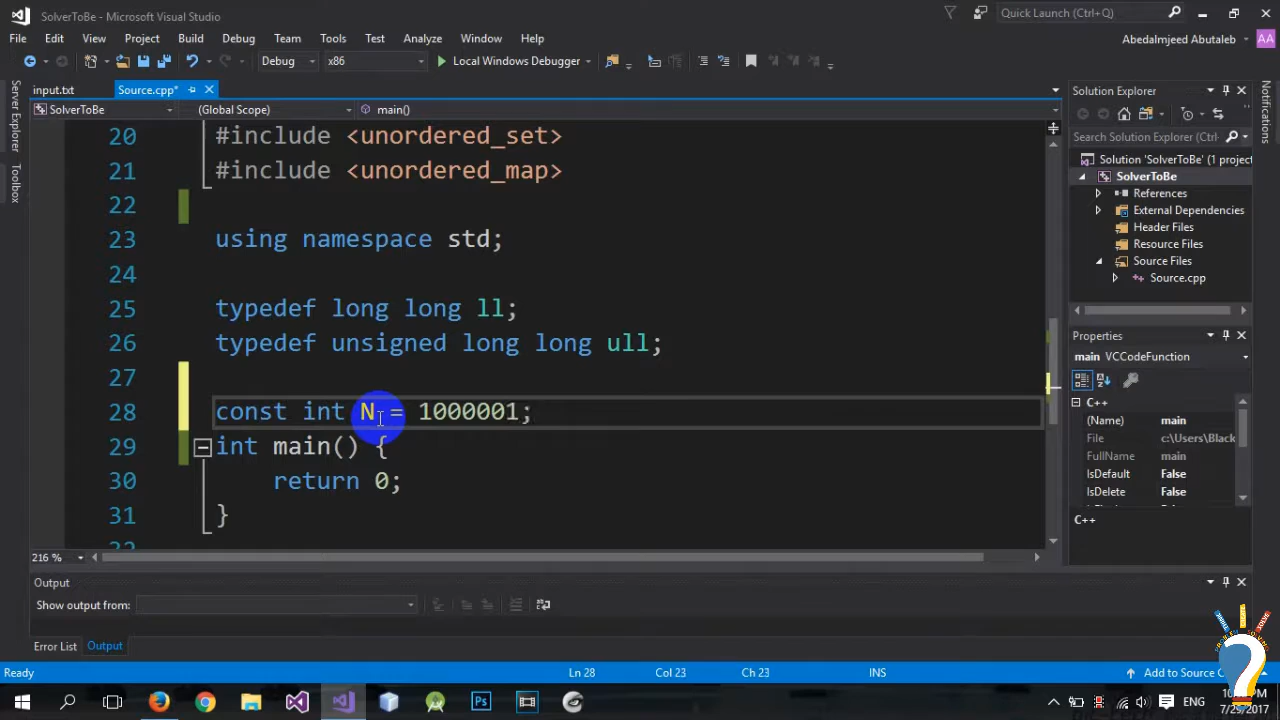 SolverToBe - Microsoft Visual Studio
Quick Launch (Ctrl+Q)
File Edit View Project Build Debug Team Tools Test Analyze Window Help
Abedalmjeed Abutaleb AA
Debug x86 Local Windows Debugger
Server Explorer
Toolbox
input.txt Source.cpp*
SolverToBe (Global Scope) main()
20 #include <unordered_set>
21 #include <unordered_map>
22
23 using namespace std;
24
25 typedef long long ll;
26 typedef unsigned long long ull;
27
28 const int N = 1000001;
29 int main() {
30 return 0;
31 }
216 %
Output
Show output from:
Error List Output
Solution Explorer
Search Solution Explorer (Ctrl+
Solution 'SolverToBe' (1 project
SolverToBe
References
External Dependencies
Header Files
Resource Files
Source Files
Source.cpp
Properties
main VCCodeFunction
C++
(Name) main
File c:\Users\Black
FullName main
IsDefault False
IsDelete False
C++
Notifications
Ready Ln 28 Col 23 Ch 23 INS Add to Source C
ENG
7/29/2017